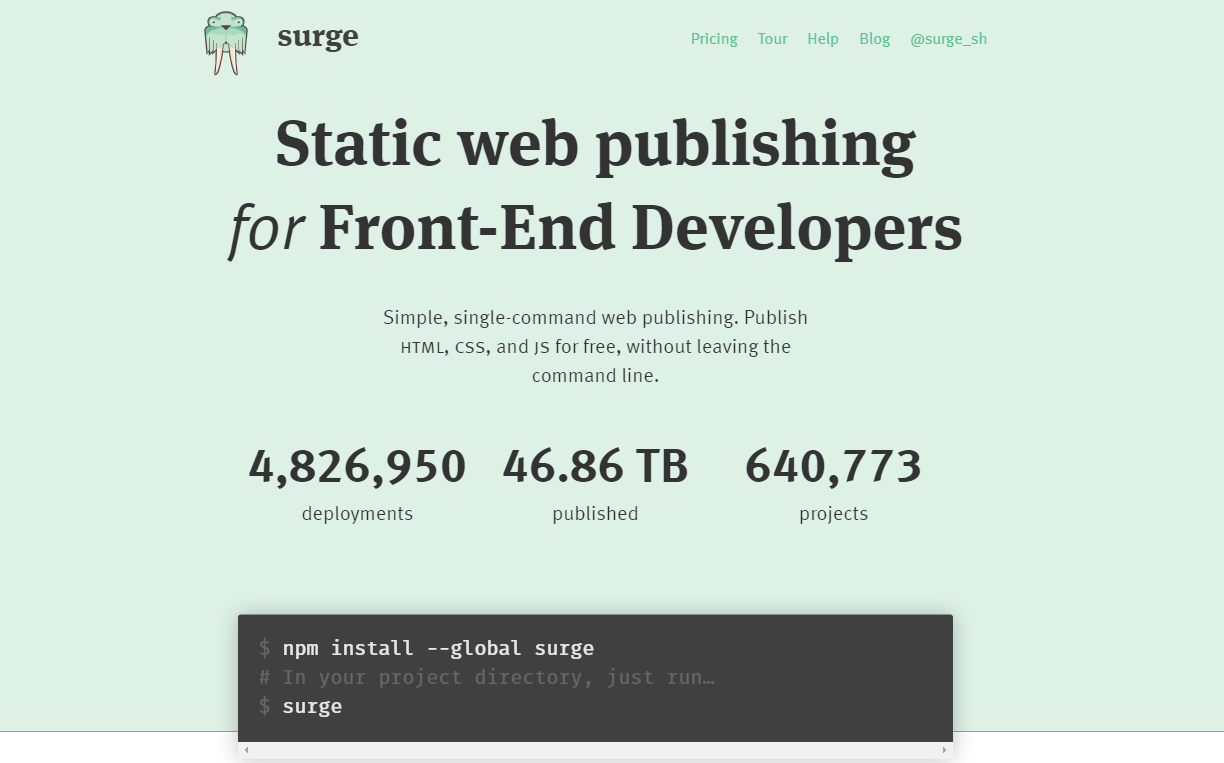 surge
Pricing Tour Help Blog @surge_sh
Static web publishing
for Front-End Developers
Simple, single-command web publishing. Publish
HTML, CSS, and JS for free, without leaving the
command line.
4,826,950 46.86 TB 640,773
deployments published projects
$ npm install --global surge
# In your project directory, just run…
$ surge